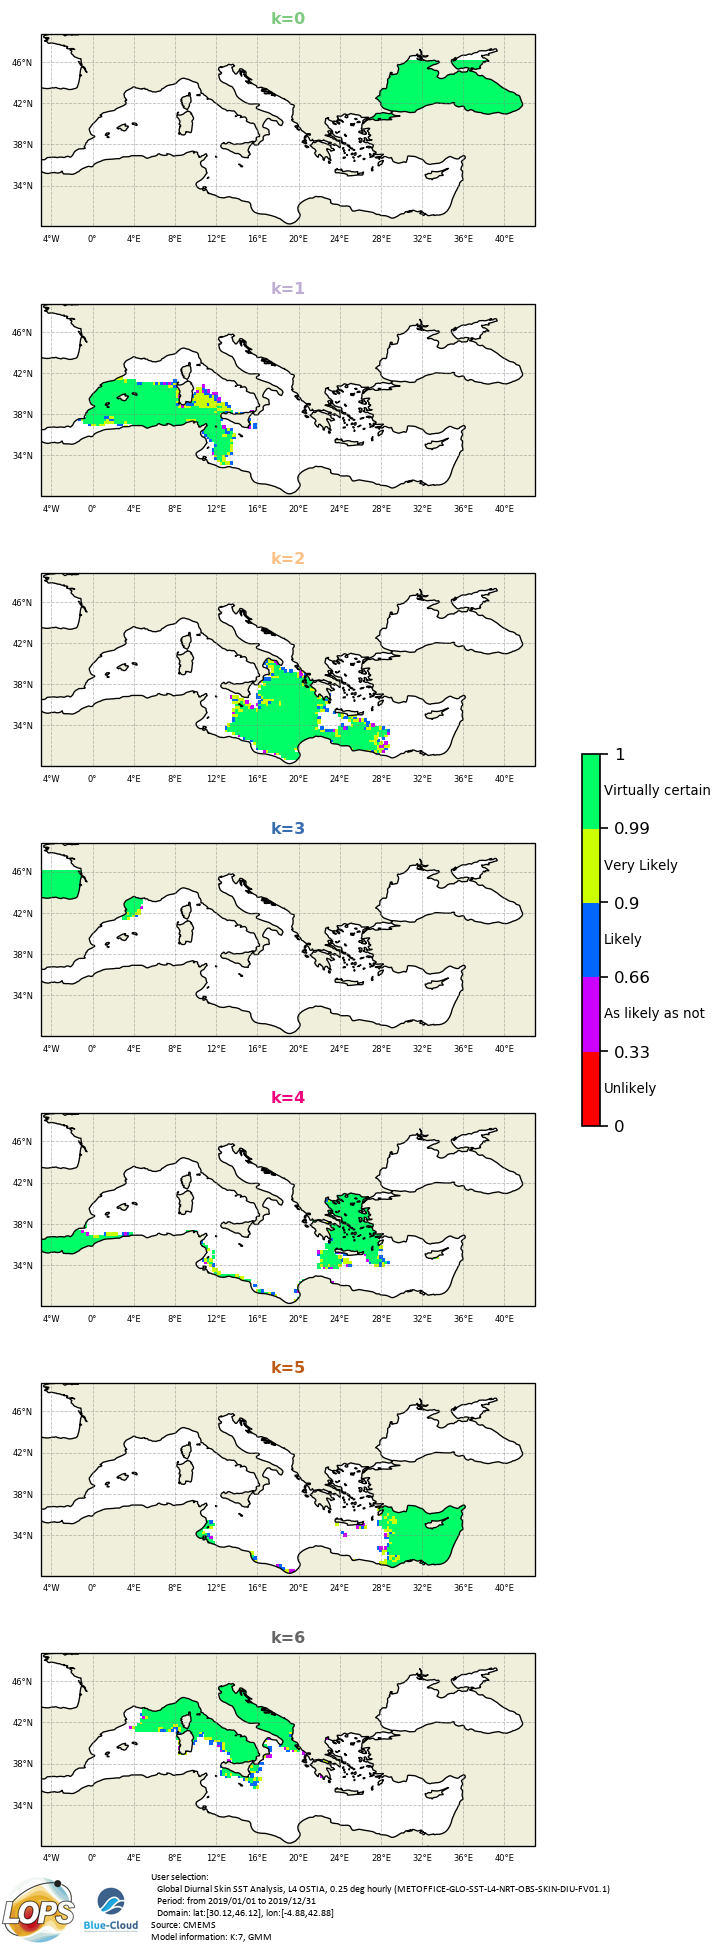 k=0
46°N
42°N
38°N
34°N
4°W 0° 4°E 8°E 12°E 16°E 20°E 24°E 28°E 32°E 36°E 40°E
k=1
46°N
42°N
38°N
34°N
4°W 0° 4°E 8°E 12°E 16°E 20°E 24°E 28°E 32°E 36°E 40°E
k=2
46°N
42°N
38°N
34°N
4°W 0° 4°E 8°E 12°E 16°E 20°E 24°E 28°E 32°E 36°E 40°E
1
Virtually certain
0.99
Very Likely
0.9
Likely
0.66
As likely as not
0.33
Unlikely
0
k=3
46°N
42°N
38°N
34°N
4°W 0° 4°E 8°E 12°E 16°E 20°E 24°E 28°E 32°E 36°E 40°E
k=4
46°N
42°N
38°N
34°N
4°W 0° 4°E 8°E 12°E 16°E 20°E 24°E 28°E 32°E 36°E 40°E
k=5
46°N
42°N
38°N
34°N
4°W 0° 4°E 8°E 12°E 16°E 20°E 24°E 28°E 32°E 36°E 40°E
k=6
46°N
42°N
38°N
34°N
4°W 0° 4°E 8°E 12°E 16°E 20°E 24°E 28°E 32°E 36°E 40°E
LOPS
Blue-Cloud
User selection:
Global Diurnal Skin SST Analysis, L4 OSTIA, 0.25 deg hourly (METOFFICE-GLO-SST-L4-NRT-OBS-SKIN-DIU-FV01.1)
Period: from 2019/01/01 to 2019/12/31
Domain: lat:[30.12,46.12], lon:[-4.88,42.88]
Source: CMEMS
Model information: K:7, GMM